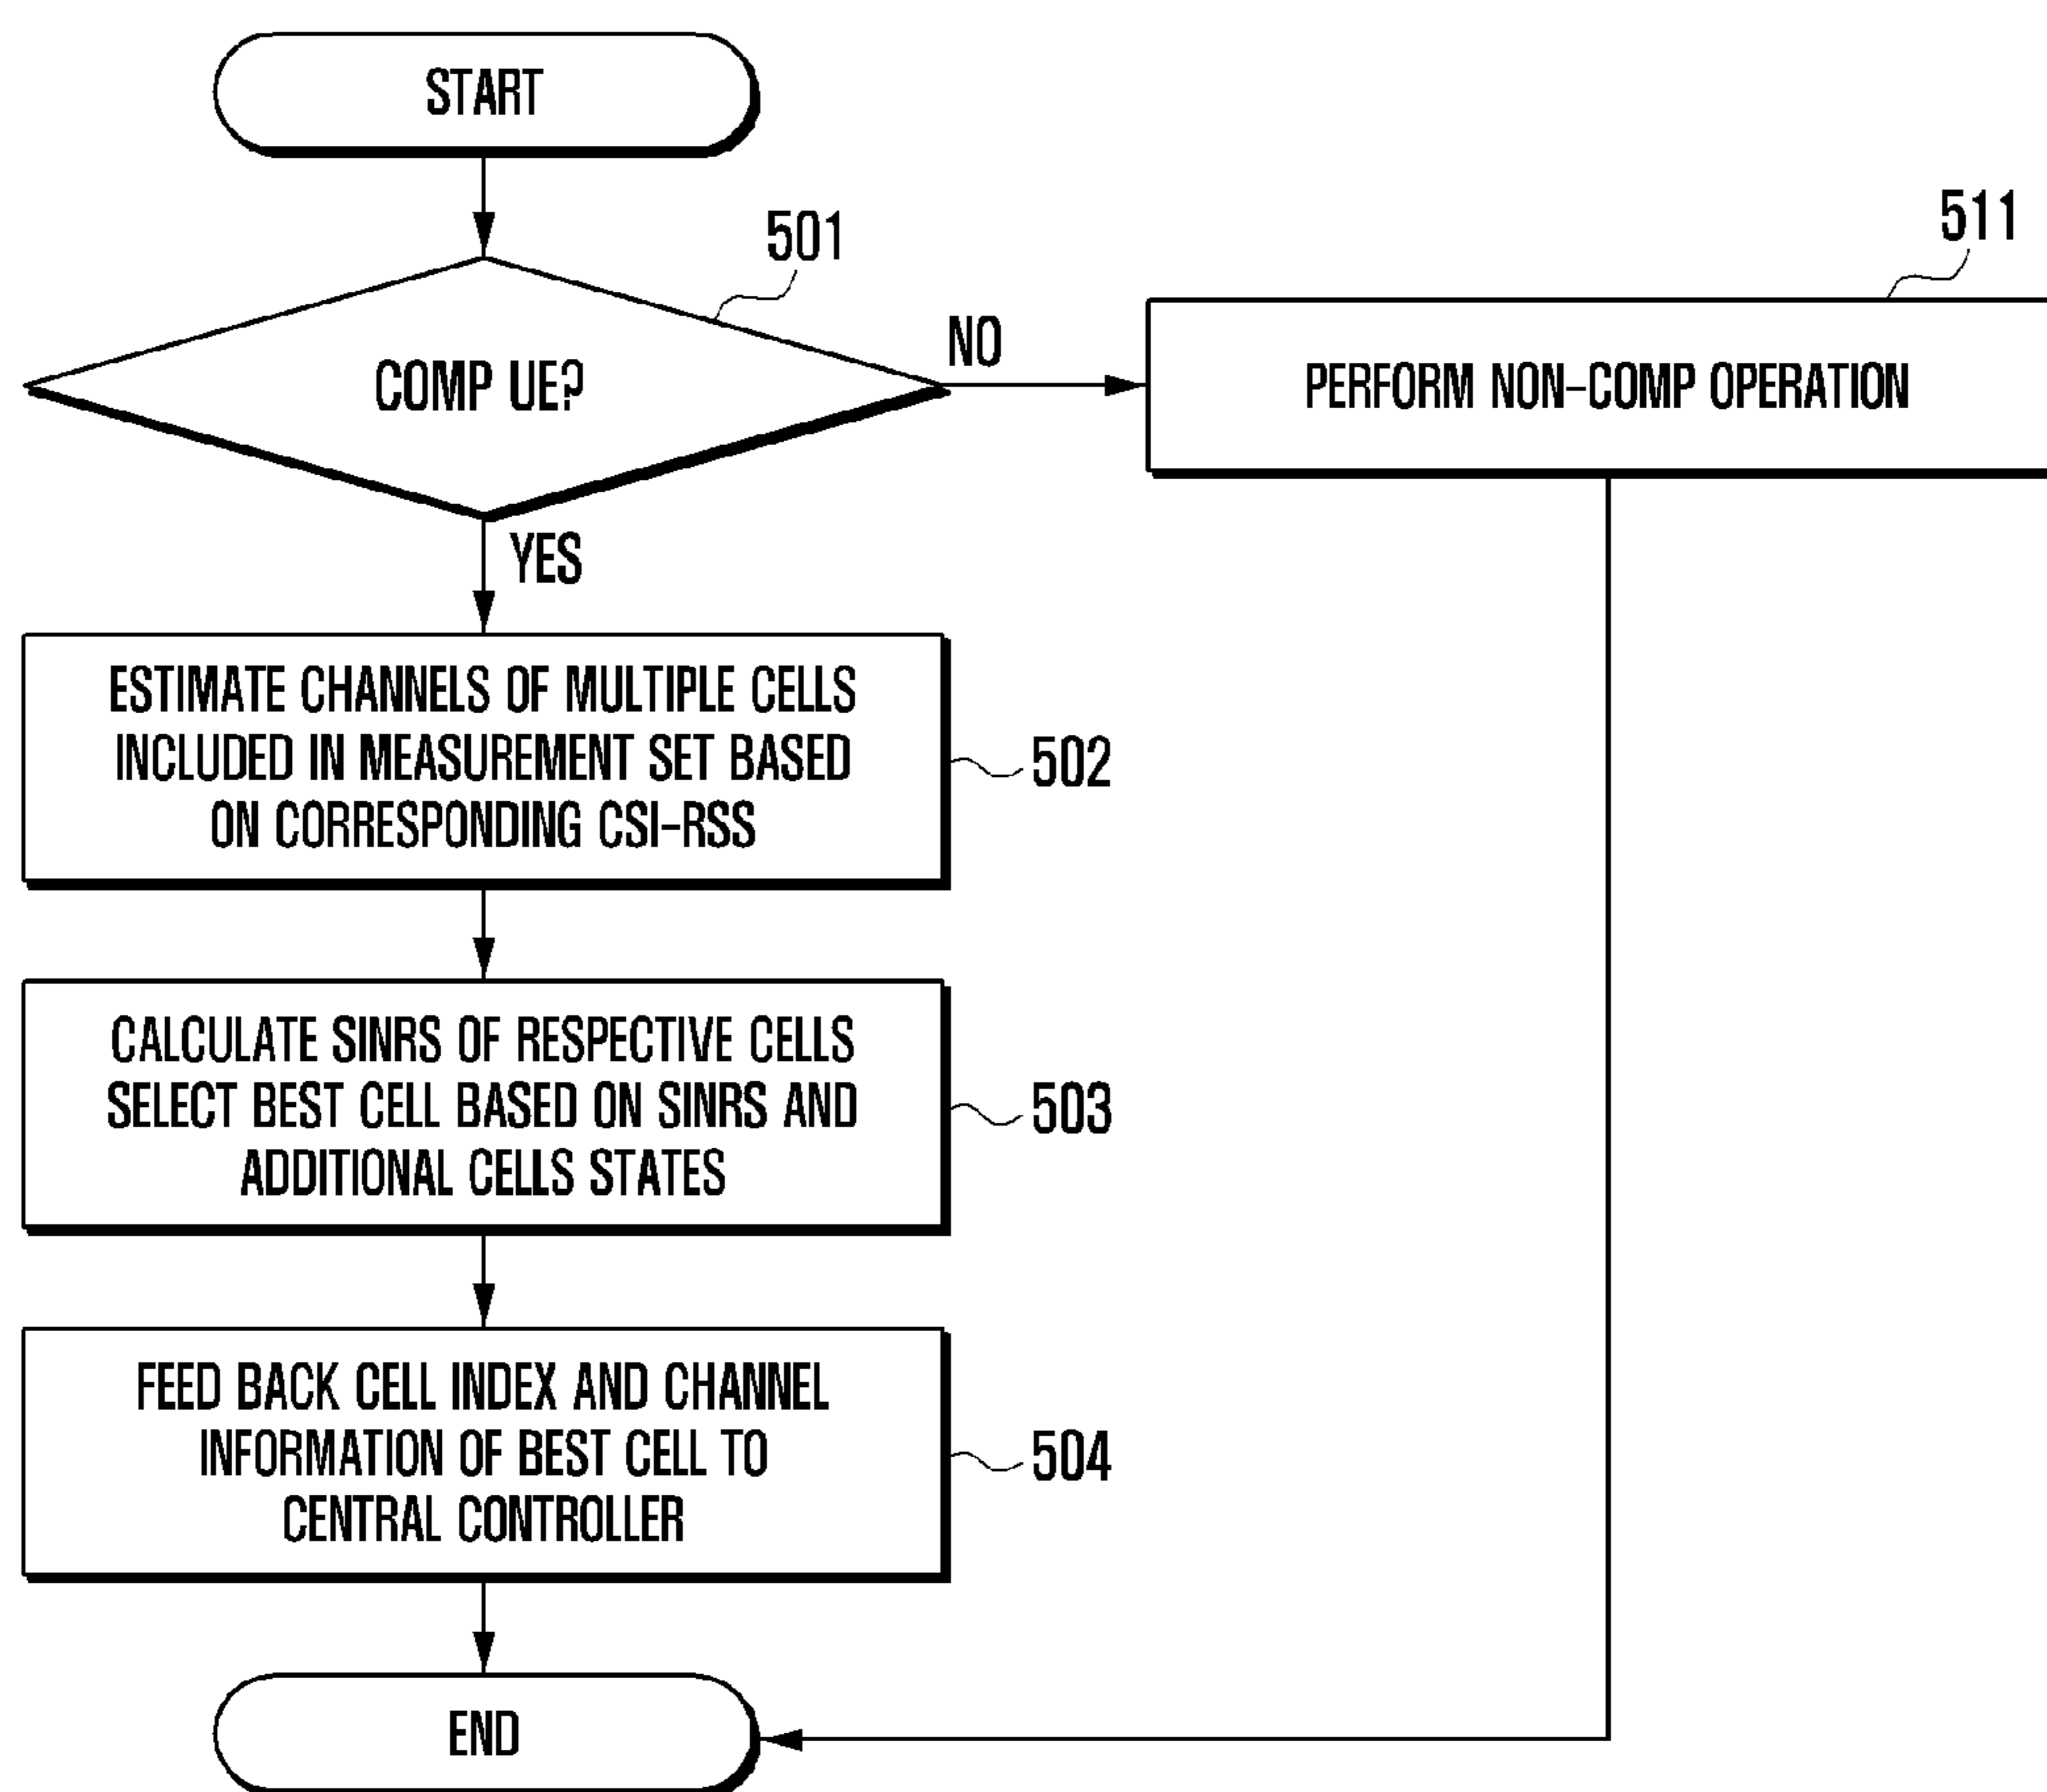 START
501
511
COMP UE?
NO
PERFORM NON-COMP OPERATION
YES
ESTIMATE CHANNELS OF MULTIPLE CELLS
INCLUDED IN MEASUREMENT SET BASED
ON CORRESPONDING CSI-RSS
502
CALCULATE SINRS OF RESPECTIVE CELLS
SELECT BEST CELL BASED ON SINRS AND
ADDITIONAL CELLS STATES
503
FEED BACK CELL INDEX AND CHANNEL
INFORMATION OF BEST CELL TO
CENTRAL CONTROLLER
504
END